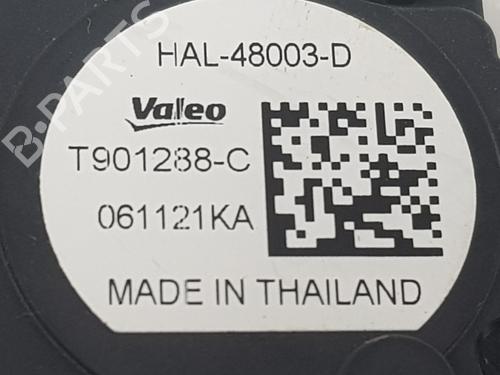 HAL-48003-D
Valeo
T901288-C
061121KA
MADE IN THAILAND
B-PARTS